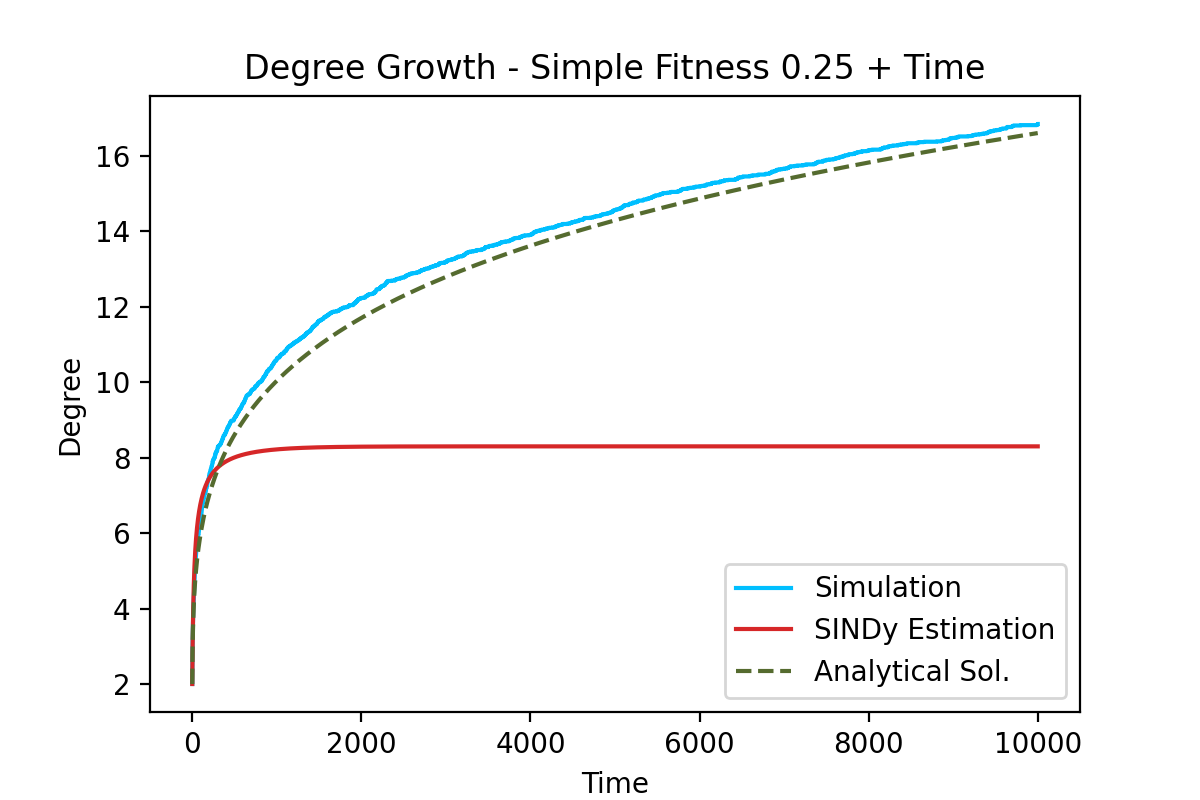 Degree Growth - Simple Fitness 0.25 + Time
Degree
16
14
12
10
8
6
4
2
Simulation
SINDy Estimation
Analytical Sol.
0 2000 4000 6000 8000 10000
Time